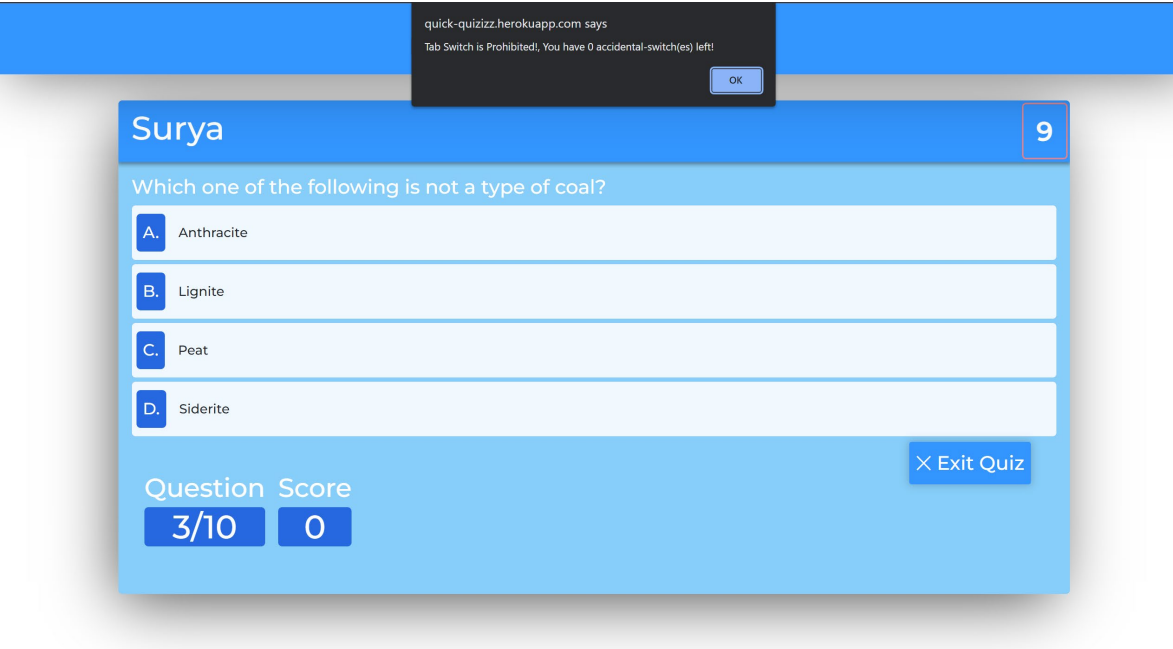 quick-quizizz.herokuapp.com says
Tab Switch is Prohibited!, You have 0 accidental-switch(es) left!
OK
Surya
9
Which one of the following is not a type of coal?
A. Anthracite
B. Lignite
C. Peat
D. Siderite
Exit Quiz
Question Score
3/10 0